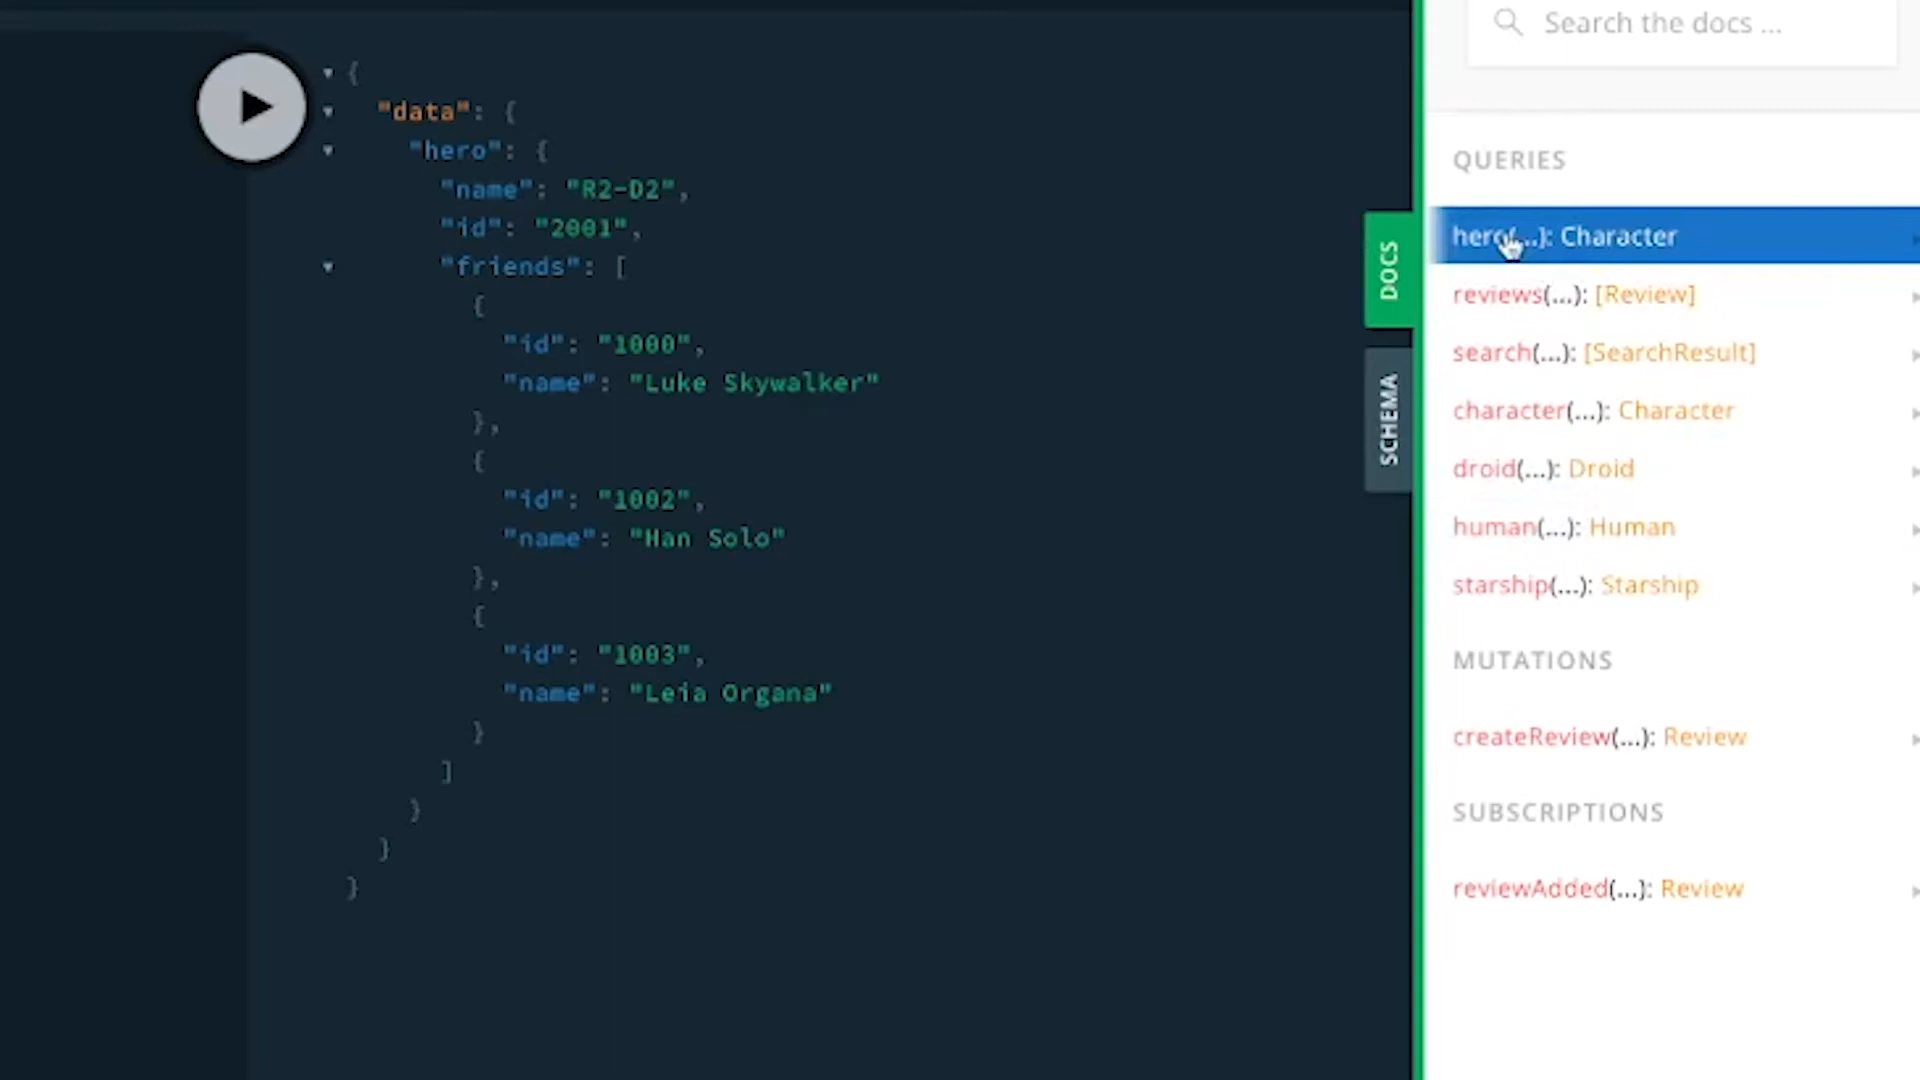 {
"data": {
"hero": {
"name": "R2-D2",
"id": "2001",
"friends": [
{
"id": "1000",
"name": "Luke Skywalker"
},
{
"id": "1002",
"name": "Han Solo"
},
{
"id": "1003",
"name": "Leia Organa"
}
]
}
}
}
DOCS
SCHEMA
Search the docs ...
QUERIES
hero(...): Character
reviews(...): [Review]
search(...): [SearchResult]
character(...): Character
droid(...): Droid
human(...): Human
starship(...): Starship
MUTATIONS
createReview(...): Review
SUBSCRIPTIONS
reviewAdded(...): Review